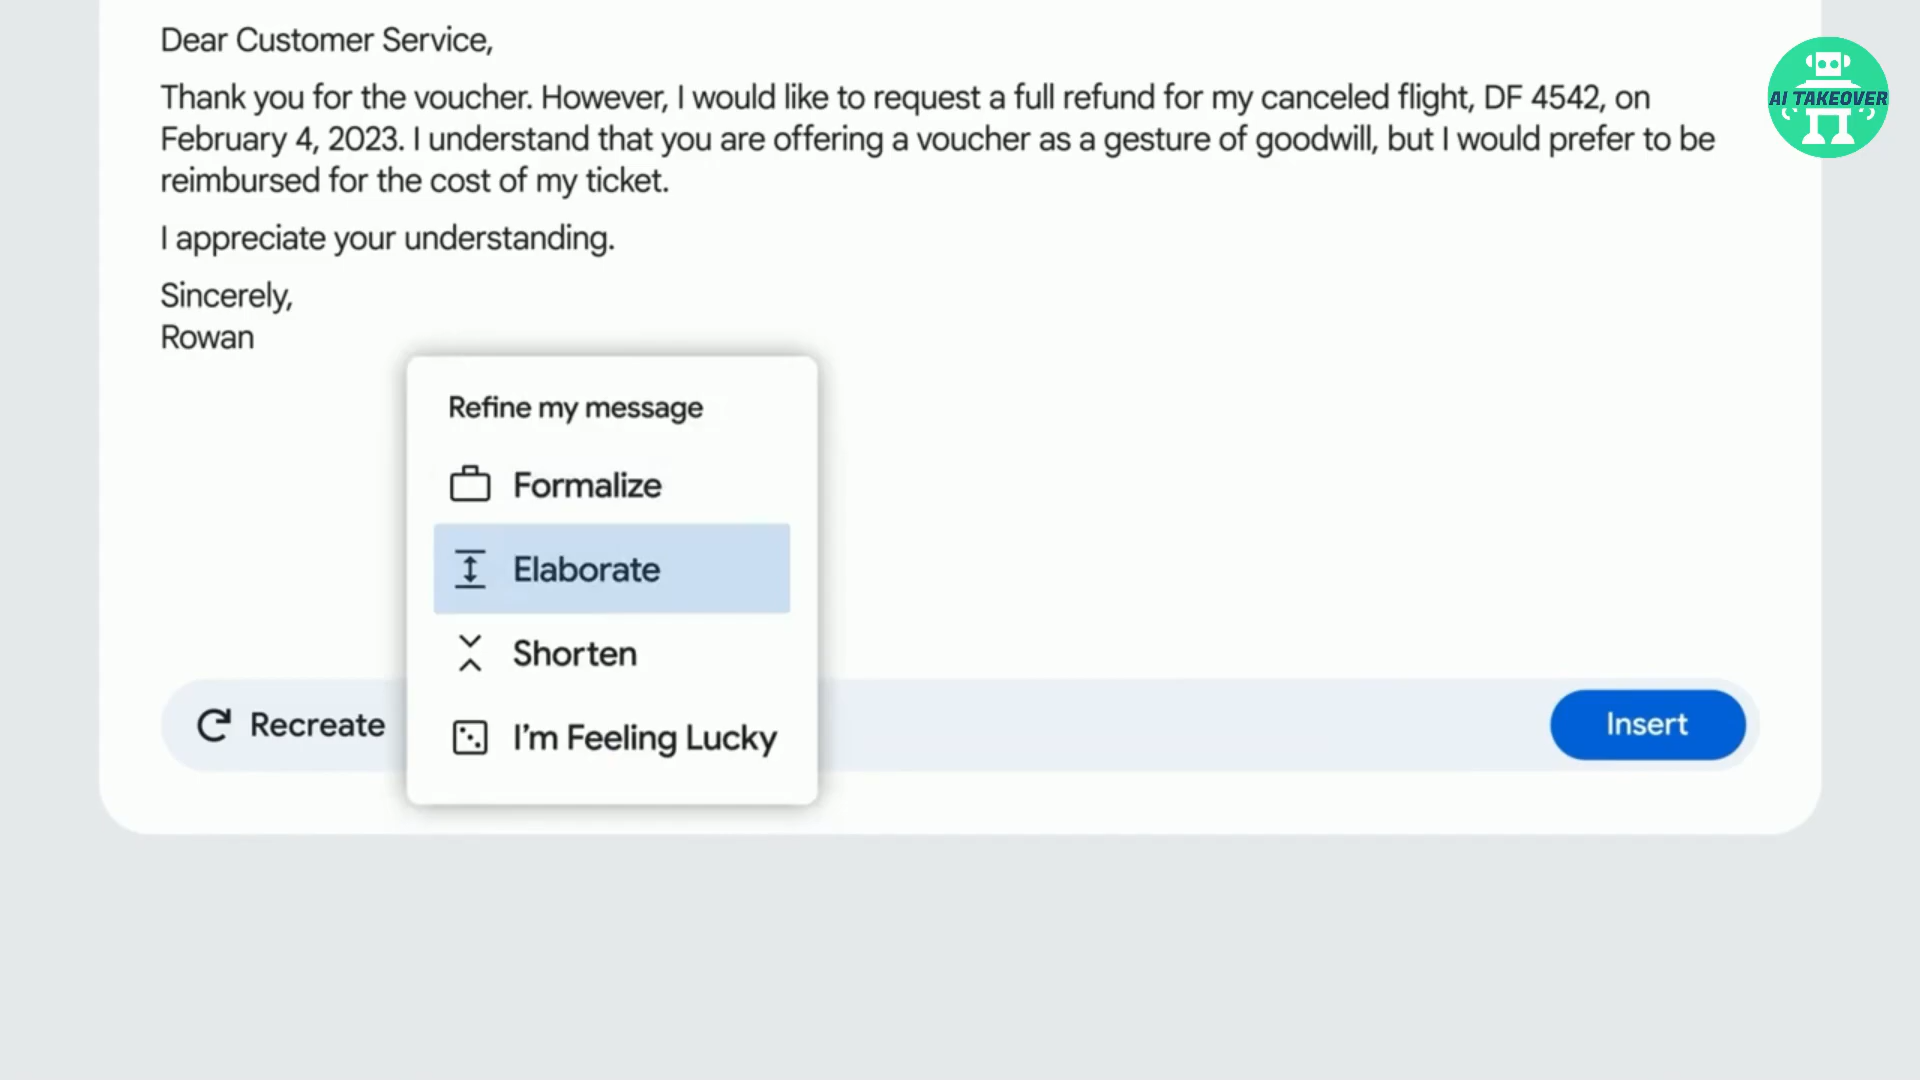 Dear Customer Service,
AI TAKEOVER
Thank you for the voucher. However, I would like to request a full refund for my canceled flight, DF 4542, on
February 4, 2023. I understand that you are offering a voucher as a gesture of goodwill, but I would prefer to be
reimbursed for the cost of my ticket.
I appreciate your understanding.
Sincerely,
Rowan
Refine my message
Formalize
Elaborate
Shorten
I'm Feeling Lucky
Recreate
Insert